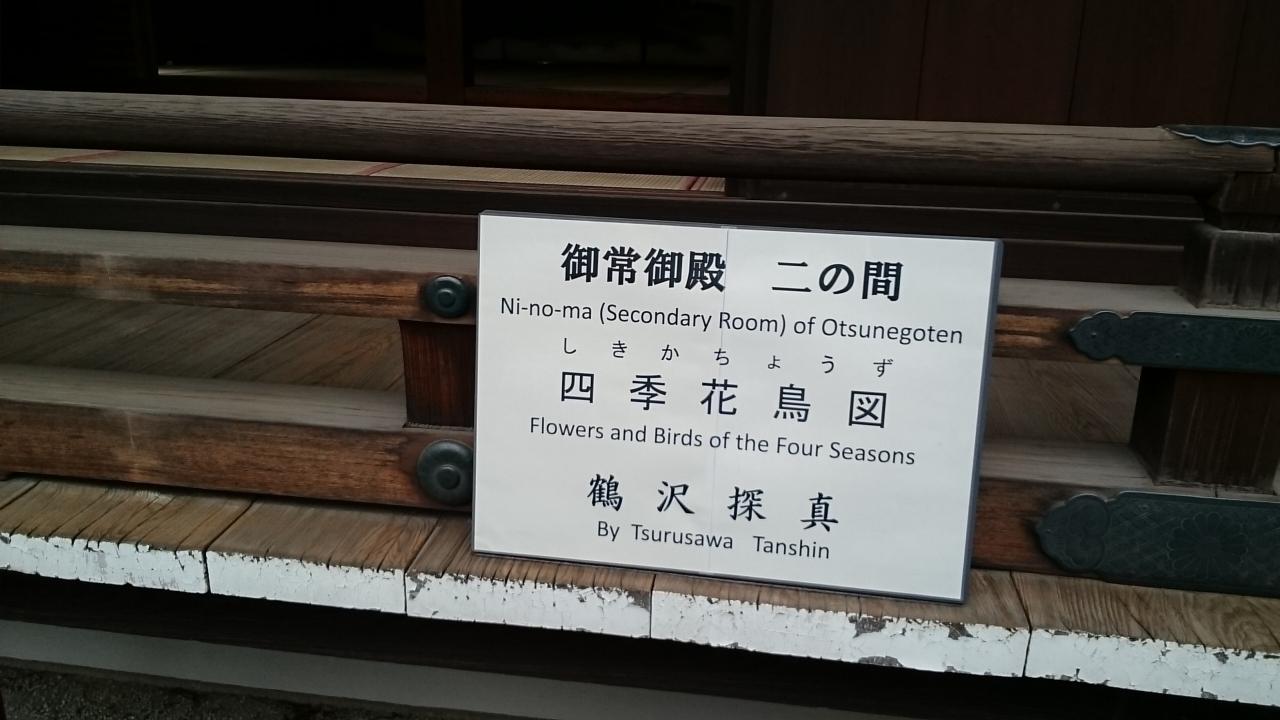 御常御殿　二の間
Ni-no-ma (Secondary Room) of Otsunegoten
し き か ち ょ う ず
四 季 花 鳥 図
Flowers and Birds of the Four Seasons
鶴 沢 探 真
By Tsurusawa Tanshin